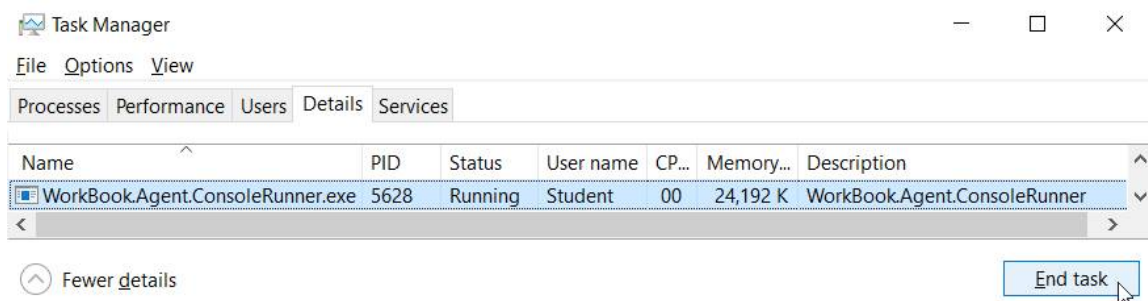 Task Manager
File Options View
Processes Performance Users Details Services
Name PID Status User name CP... Memory... Description
WorkBook.Agent.ConsoleRunner.exe 5628 Running Student 00 24,192 K WorkBook.Agent.ConsoleRunner
Fewer details End task